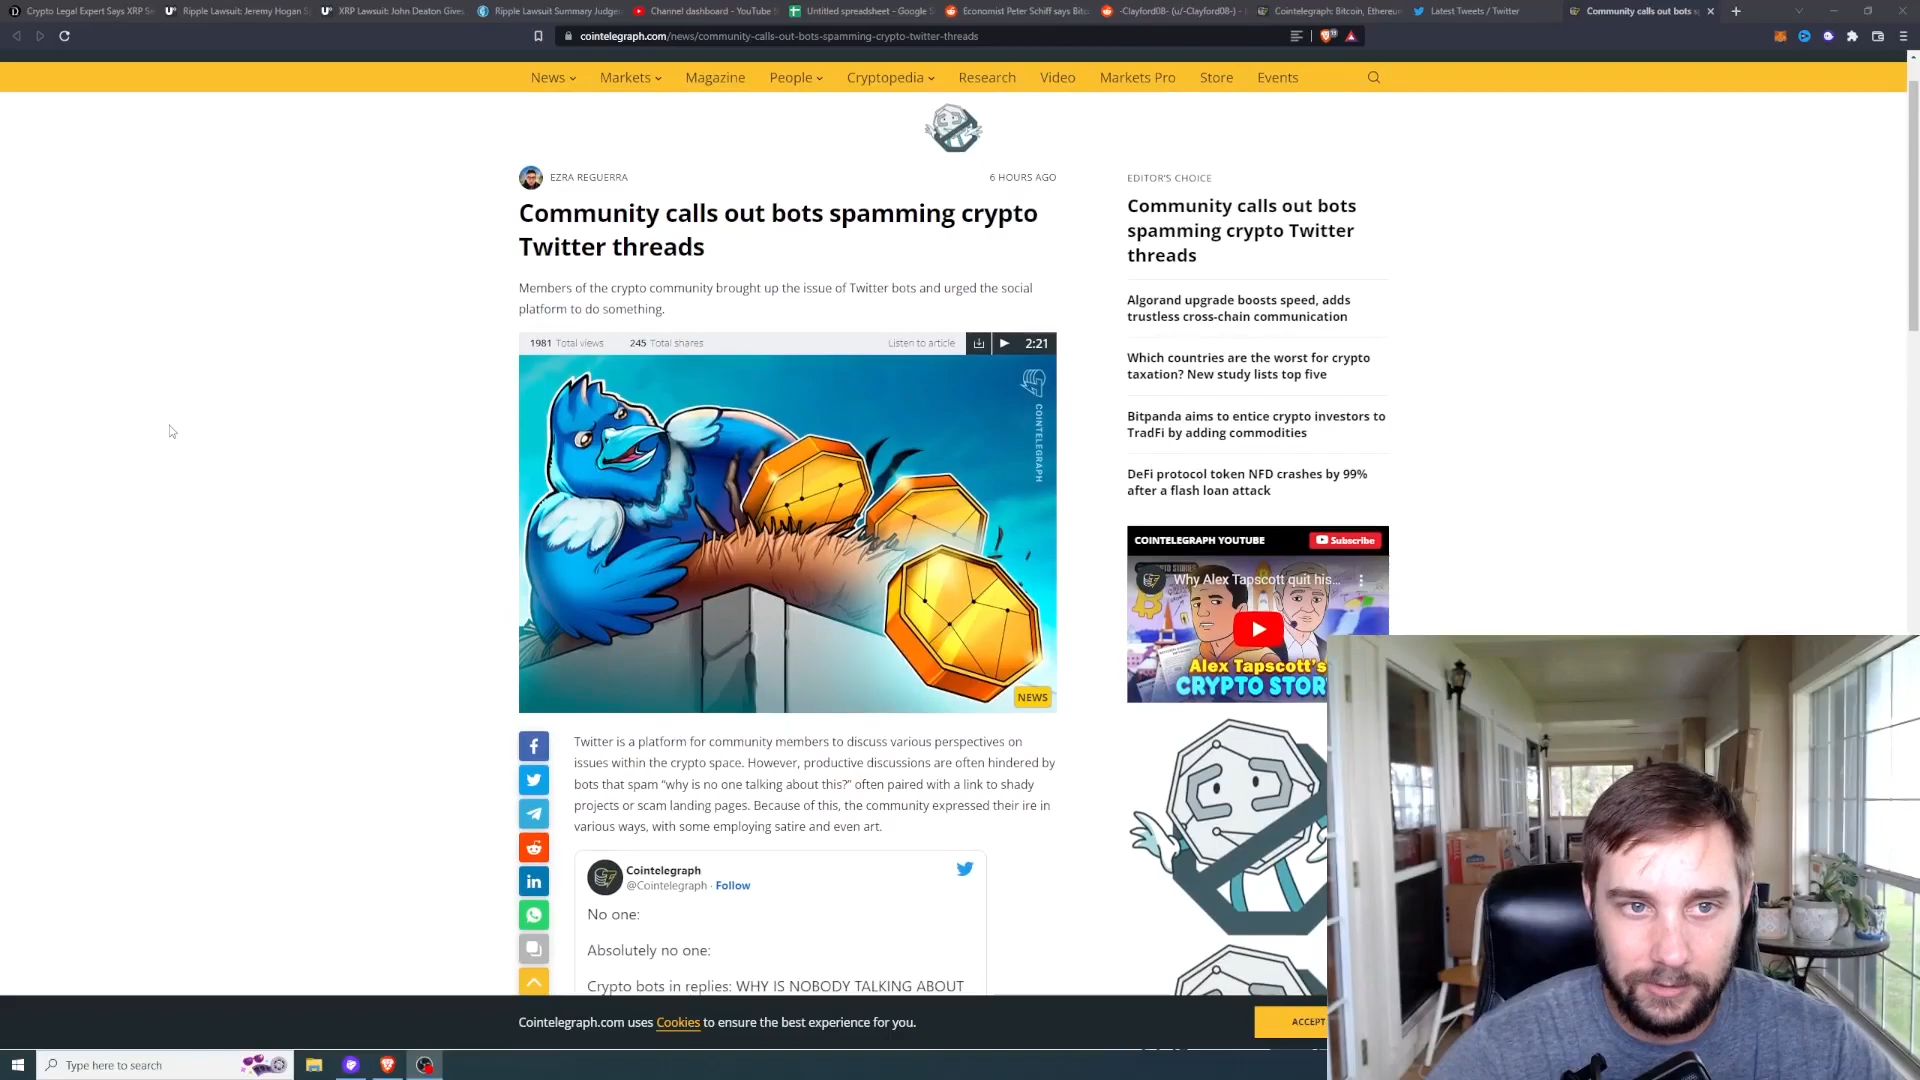 Crypto Legal Expert Says XRP Se
Ripple Lawsuit: Jeremy Hogan S
XRP Lawsuit: John Deaton Gives
Ripple Lawsuit Summary Judge
Channel dashboard - YouTube
Untitled spreadsheet - Google S
Economist Peter Schiff says Bitc
-Clayford08- (u/-Clayford08-) -
Cointelegraph: Bitcoin, Ethereu
Latest Tweets / Twitter
Community calls out bots s
cointelegraph.com/news/community-calls-out-bots-spamming-crypto-twitter-threads
News Markets Magazine People Cryptopedia Research Video Markets Pro Store Events
EZRA REGUERRA
6 HOURS AGO
Community calls out bots spamming crypto
Twitter threads
Members of the crypto community brought up the issue of Twitter bots and urged the social
platform to do something.
1981 Total views 245 Total shares Listen to article 2:21
COINTELEGRAPH
NEWS
Twitter is a platform for community members to discuss various perspectives on
issues within the crypto space. However, productive discussions are often hindered by
bots that spam “why is no one talking about this?” often paired with a link to shady
projects or scam landing pages. Because of this, the community expressed their ire in
various ways, with some employing satire and even art.
Cointelegraph
@Cointelegraph · Follow
No one:
Absolutely no one:
Crypto bots in replies: WHY IS NOBODY TALKING ABOUT
EDITOR'S CHOICE
Community calls out bots
spamming crypto Twitter
threads
Algorand upgrade boosts speed, adds
trustless cross-chain communication
Which countries are the worst for crypto
taxation? New study lists top five
Bitpanda aims to entice crypto investors to
TradFi by adding commodities
DeFi protocol token NFD crashes by 99%
after a flash loan attack
COINTELEGRAPH YOUTUBE
Subscribe
Why Alex Tapscott quit his...
Alex Tapscott's
CRYPTO STOR
Cointelegraph.com uses Cookies to ensure the best experience for you.
ACCEPT
Type here to search